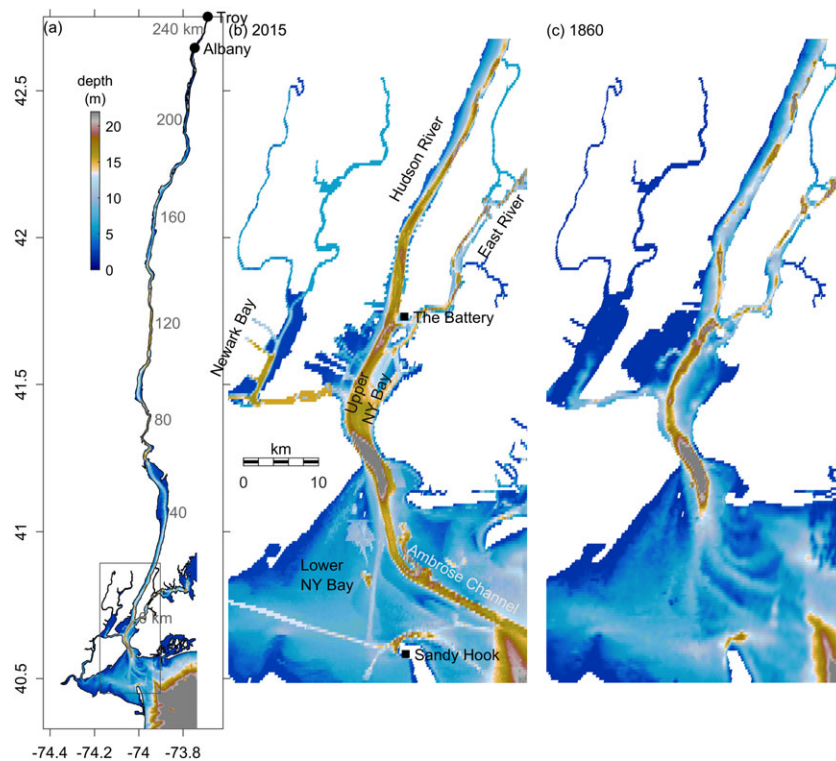 (a)
240 km
Troy
Albany
(b) 2015
(c) 1860
depth
(m)
20
15
10
5
0
200
160
120
80
40
0 km
42.5
42
41.5
41
40.5
-74.4
-74.2
-74
-73.8
Hudson River
East River
The Battery
Newark Bay
Upper
NY Bay
km
0
10
Lower
NY Bay
Ambrose Channel
Sandy Hook